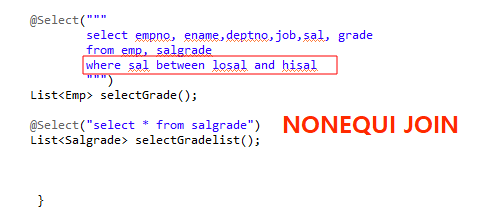 @Select("""
select empno, ename,deptno,job,sal, grade
from emp, salgrade
where sal between losal and hisal
""")
List<Emp> selectGrade();
@Select("select * from salgrade")
List<Salgrade> selectGradelist();
NONEQUI JOIN
}